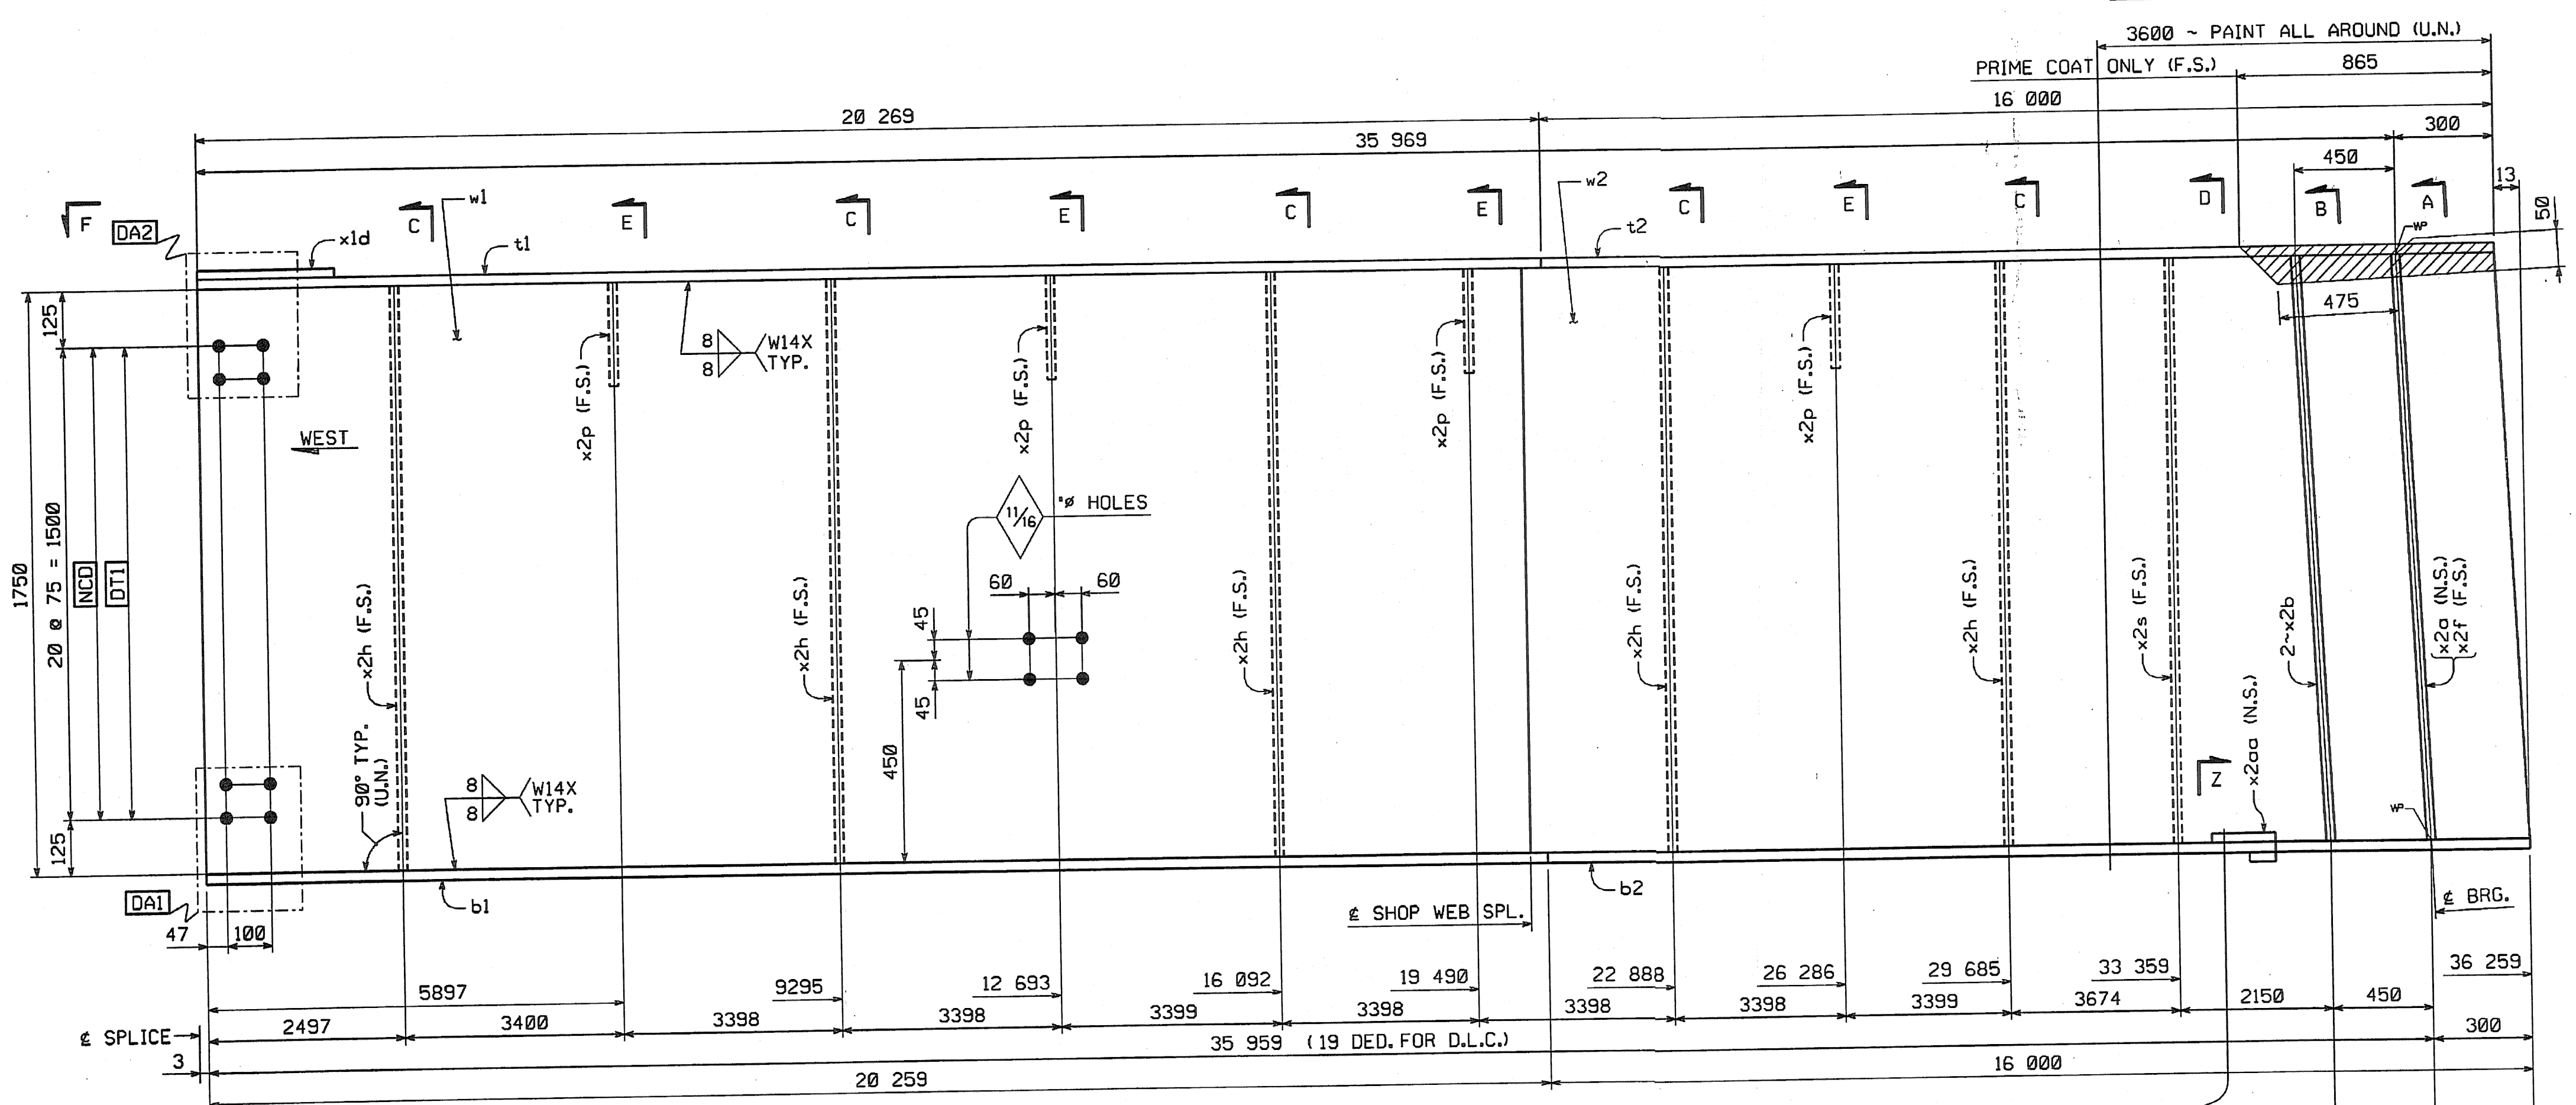 3600 ~ PAINT ALL AROUND (U.N.)
PRIME COAT ONLY (F.S.)
865
16 000
20 269
35 969
300
450
13
50
F
C
E
C
E
C
E
C
E
C
D
B
A
DA2
x1d
w1
t1
w2
t2
WP
475
125
8
8
W14X
TYP.
x2p (F.S.)
x2p (F.S.)
x2p (F.S.)
x2p (F.S.)
WEST
11/16
"ø HOLES
60
60
45
45
450
1750
20 @ 75 = 1500
NCD
DT1
x2h (F.S.)
x2h (F.S.)
x2h (F.S.)
x2h (F.S.)
x2h (F.S.)
x2s (F.S.)
2~x2b
x2a (N.S.)
x2f (F.S.)
x2aa (N.S.)
Z
WP
90° TYP.
(U.N.)
8
8
W14X
TYP.
125
DA1
b1
b2
47
100
℄ SHOP WEB SPL.
℄ BRG.
5897
9295
12 693
16 092
19 490
22 888
26 286
29 685
33 359
36 259
℄ SPLICE
2497
3400
3398
3398
3399
3398
3398
3398
3399
3674
2150
450
300
3
35 959 (19 DED. FOR D.L.C.)
20 259
16 000